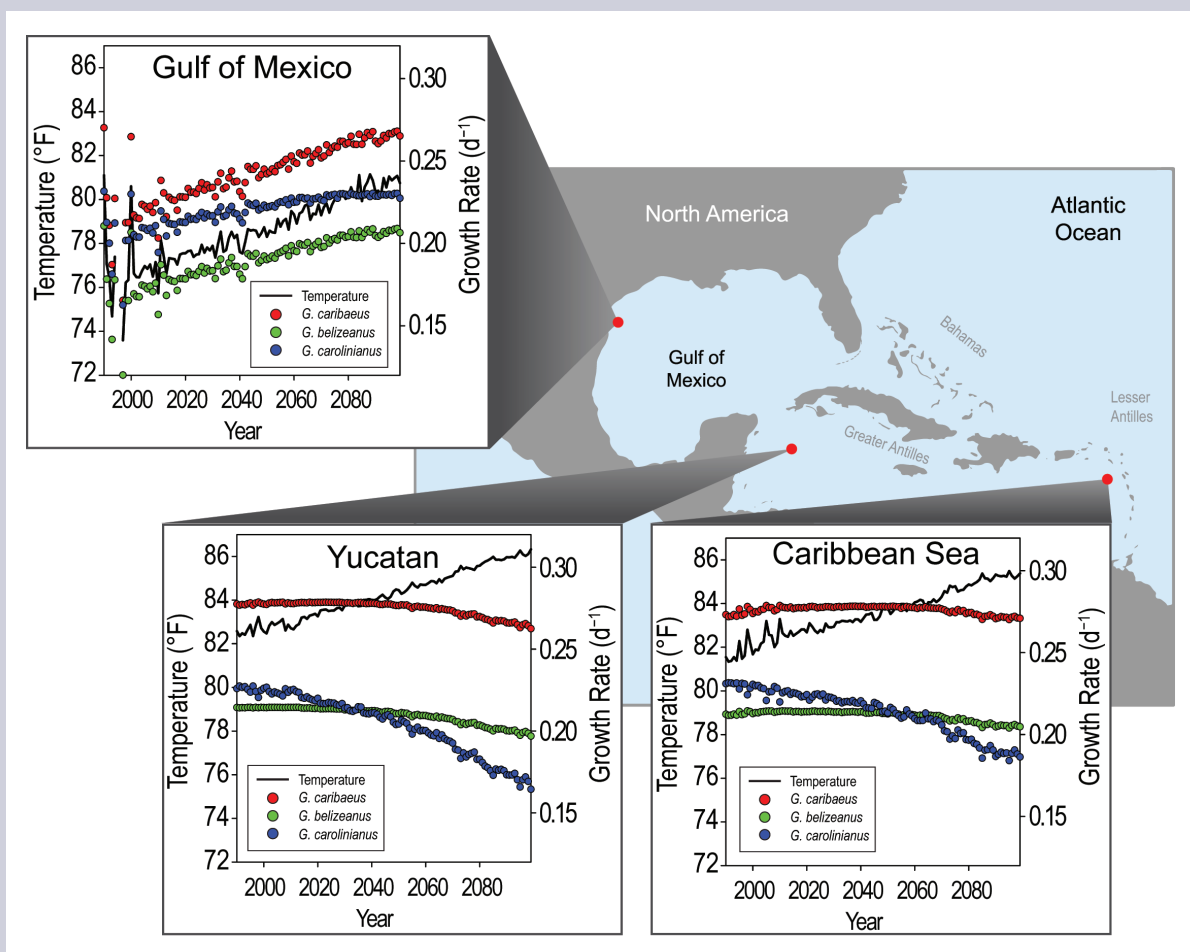 Gulf of Mexico
86
84
82
80
78
76
74
72
Temperature (°F)
0.30
0.25
0.20
0.15
Growth Rate (d⁻¹)
Temperature
G. caribaeus
G. belizeanus
G. carolinianus
2000 2020 2040 2060 2080
Year
North America
Atlantic
Ocean
Gulf of
Mexico
Bahamas
Lesser
Antilles
Greater Antilles
Yucatan
86
84
82
80
78
76
74
72
Temperature (°F)
0.30
0.25
0.20
0.15
Growth Rate (d⁻¹)
Temperature
G. caribaeus
G. belizeanus
G. carolinianus
2000 2020 2040 2060 2080
Year
Caribbean Sea
86
84
82
80
78
76
74
72
Temperature (°F)
0.30
0.25
0.20
0.15
Growth Rate (d⁻¹)
Temperature
G. caribaeus
G. belizeanus
G. carolinianus
2000 2020 2040 2060 2080
Year